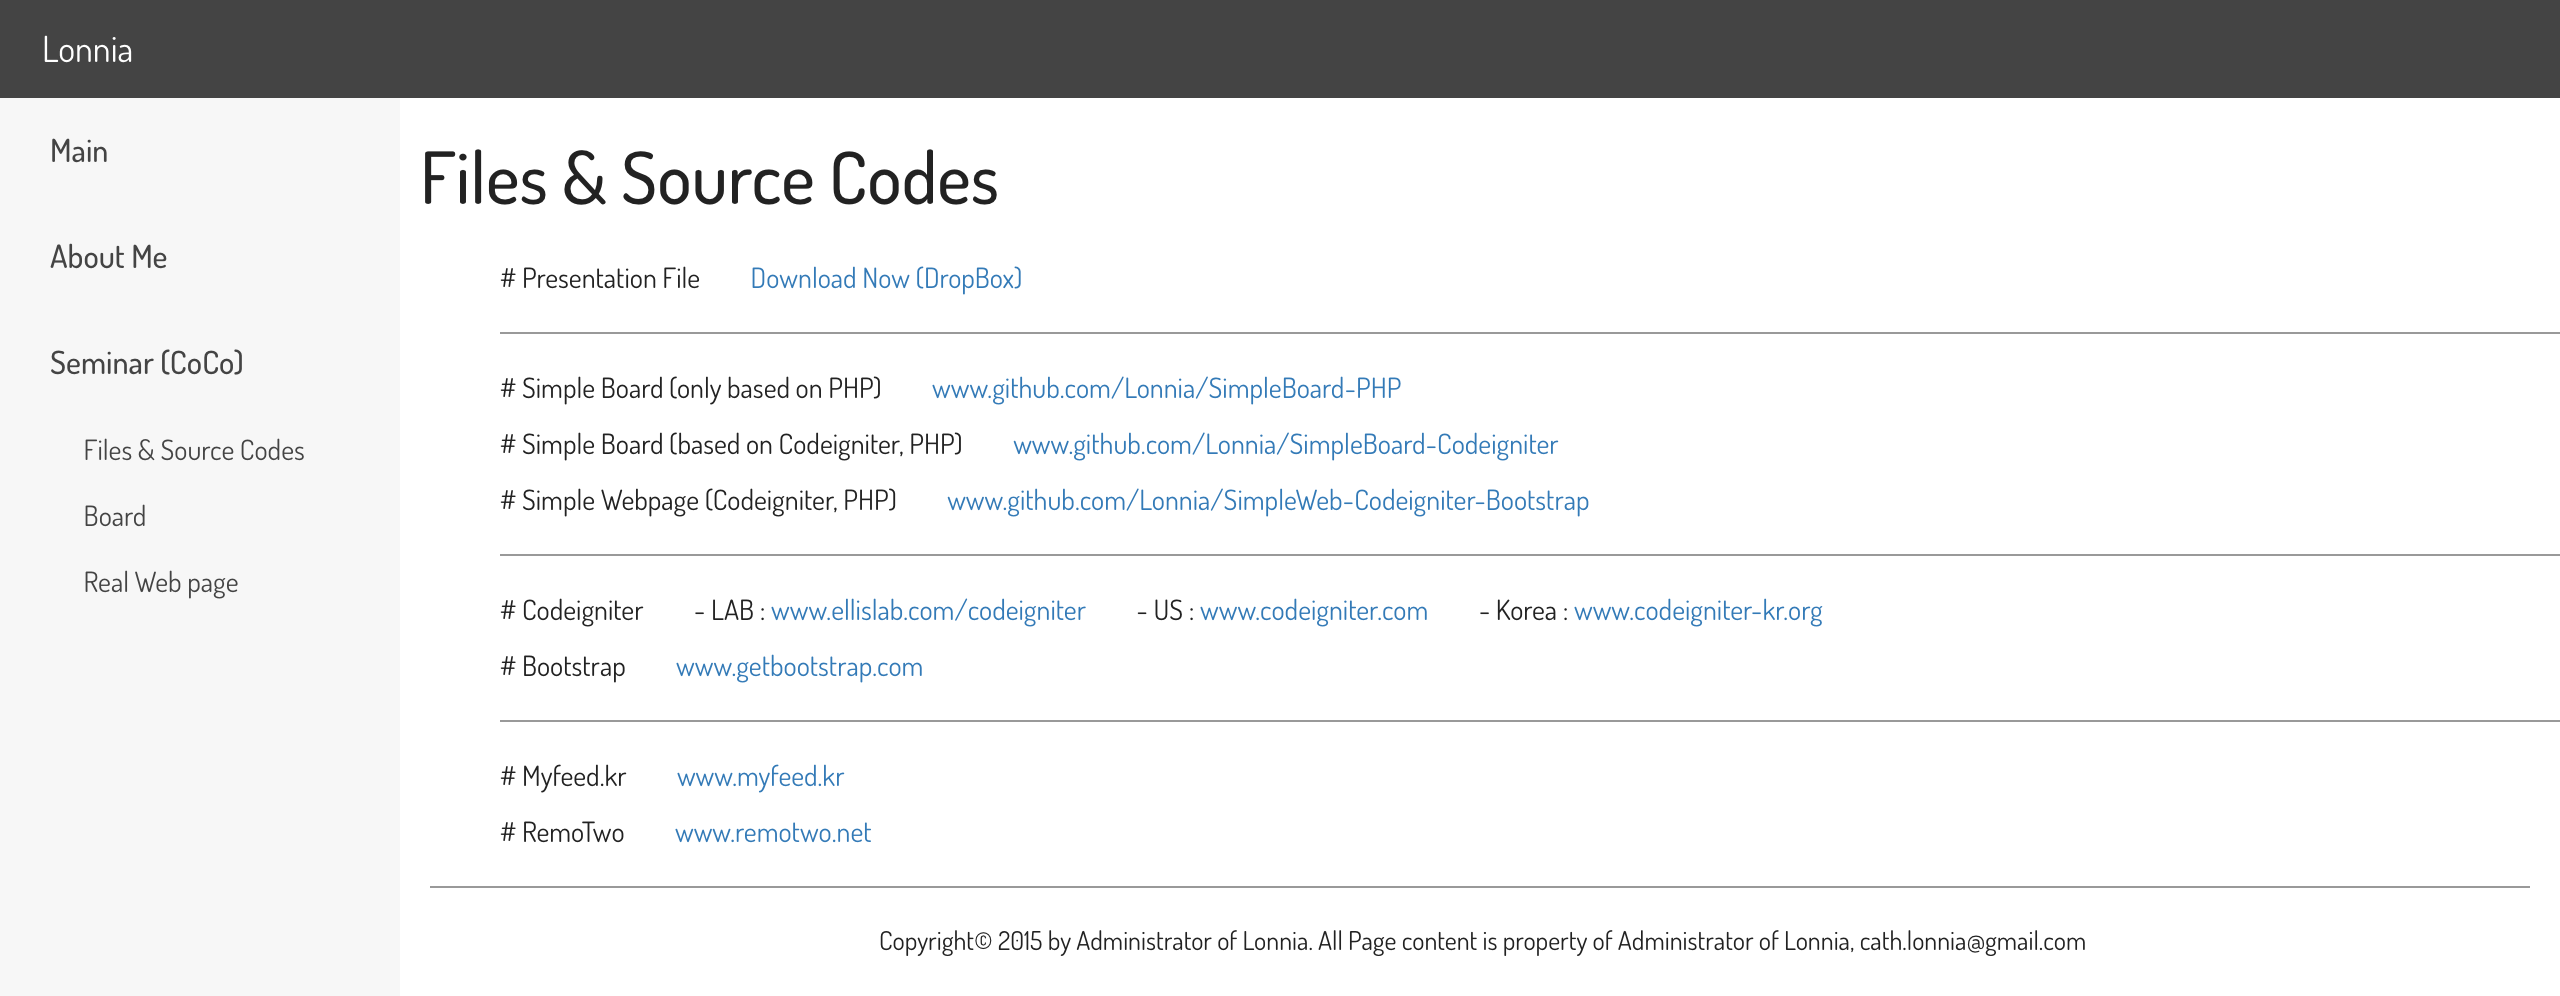 Lonnia
Main
About Me
Seminar (CoCo)
Files & Source Codes
Board
Real Web page
Files & Source Codes
# Presentation File Download Now (DropBox)
# Simple Board (only based on PHP) www.github.com/Lonnia/SimpleBoard-PHP
# Simple Board (based on Codeigniter, PHP) www.github.com/Lonnia/SimpleBoard-Codeigniter
# Simple Webpage (Codeigniter, PHP) www.github.com/Lonnia/SimpleWeb-Codeigniter-Bootstrap
# Codeigniter - LAB : www.ellislab.com/codeigniter - US : www.codeigniter.com - Korea : www.codeigniter-kr.org
# Bootstrap www.getbootstrap.com
# Myfeed.kr www.myfeed.kr
# RemoTwo www.remotwo.net
Copyright© 2015 by Administrator of Lonnia. All Page content is property of Administrator of Lonnia, cath.lonnia@gmail.com